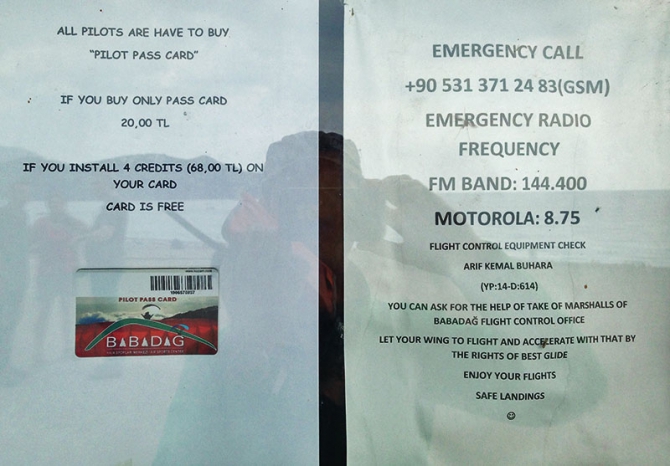 ALL PILOTS ARE HAVE TO BUY
“PILOT PASS CARD”
IF YOU BUY ONLY PASS CARD
20,00 TL
IF YOU INSTALL 4 CREDITS (68,00 TL) ON
YOUR CARD
CARD IS FREE
PILOT PASS CARD
BABADAĞ
EMERGENCY CALL
+90 531 371 24 83(GSM)
EMERGENCY RADIO
FREQUENCY
FM BAND: 144.400
MOTOROLA: 8.75
FLIGHT CONTROL EQUIPMENT CHECK
ARIF KEMAL BUHARA
(YP:14-D:614)
YOU CAN ASK FOR THE HELP OF TAKE OF MARSHALLS OF
BABADAĞ FLIGHT CONTROL OFFICE
LET YOUR WING TO FLIGHT AND ACCELERATE WITH THAT BY
THE RIGHTS OF BEST GLIDE
ENJOY YOUR FLIGHTS
SAFE LANDINGS
☺